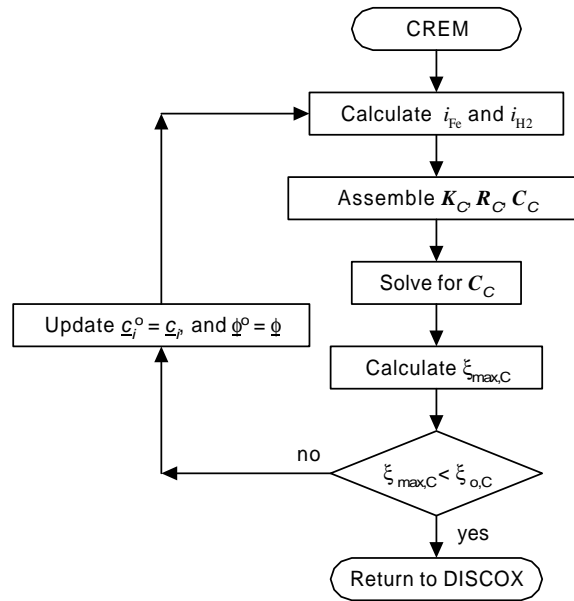 CREM
Calculate i_Fe and i_H2
Assemble K_C, R_C, C_C
Solve for C_C
Update c_i^o = c_i, and ϕ^o = ϕ
Calculate ξ_max,C
no
ξ_max,C < ξ_o,C
yes
Return to DISCOX